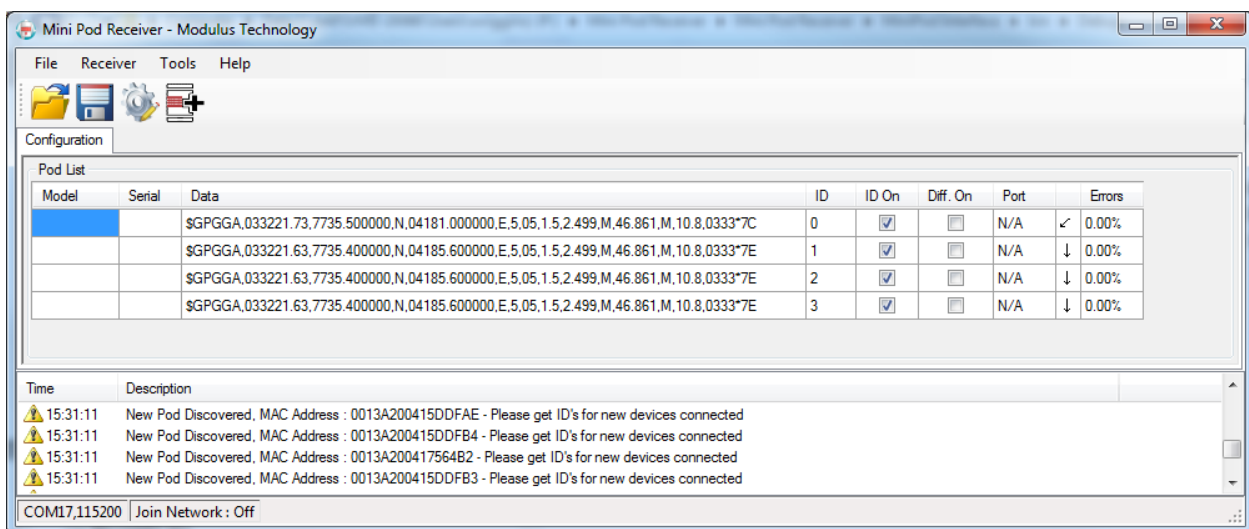 Mini Pod Receiver - Modulus Technology
File Receiver Tools Help
Configuration
Pod List
Model Serial Data ID ID On Diff. On Port Errors
$GPGGA,033221.73,7735.500000,N,04181.000000,E,5,05,1.5,2.499,M,46.861,M,10.8,0333*7C 0 N/A ↙ 0.00%
$GPGGA,033221.63,7735.400000,N,04185.600000,E,5,05,1.5,2.499,M,46.861,M,10.8,0333*7E 1 N/A ↓ 0.00%
$GPGGA,033221.63,7735.400000,N,04185.600000,E,5,05,1.5,2.499,M,46.861,M,10.8,0333*7E 2 N/A ↓ 0.00%
$GPGGA,033221.63,7735.400000,N,04185.600000,E,5,05,1.5,2.499,M,46.861,M,10.8,0333*7E 3 N/A ↓ 0.00%
Time Description
15:31:11 New Pod Discovered, MAC Address : 0013A200415DDFAE - Please get ID's for new devices connected
15:31:11 New Pod Discovered, MAC Address : 0013A200415DDFB4 - Please get ID's for new devices connected
15:31:11 New Pod Discovered, MAC Address : 0013A200417564B2 - Please get ID's for new devices connected
15:31:11 New Pod Discovered, MAC Address : 0013A200415DDFB3 - Please get ID's for new devices connected
COM17,115200 Join Network : Off